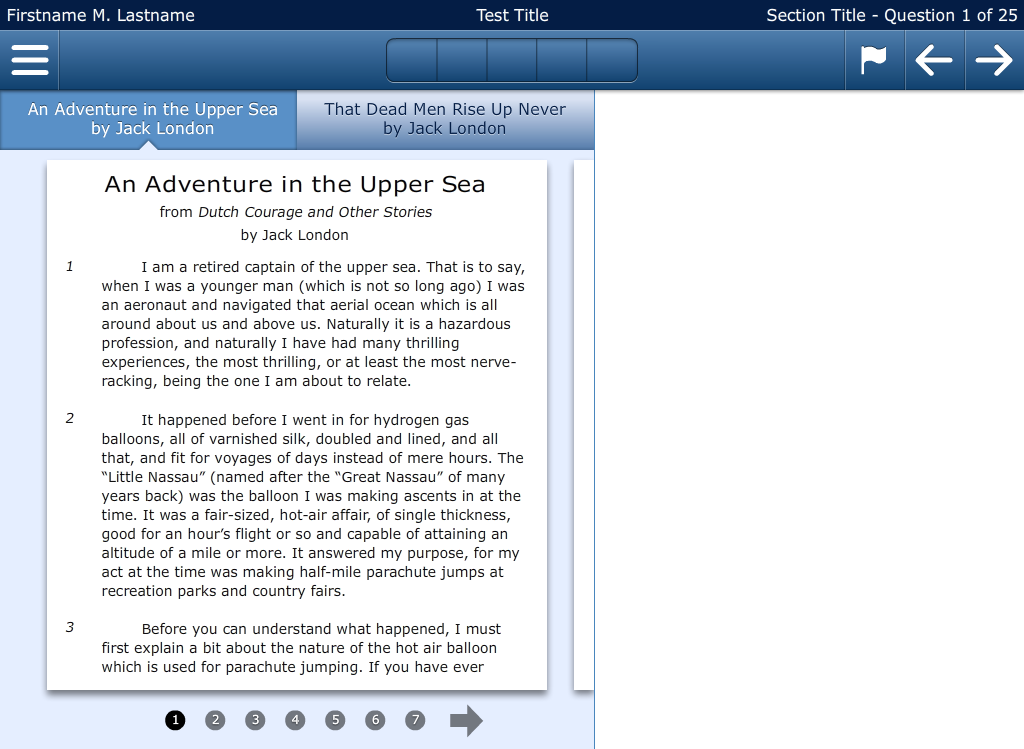 Firstname M. Lastname
Test Title
Section Title - Question 1 of 25
An Adventure in the Upper Sea
by Jack London
That Dead Men Rise Up Never
by Jack London
An Adventure in the Upper Sea
from Dutch Courage and Other Stories
by Jack London
1 I am a retired captain of the upper sea. That is to say,
when I was a younger man (which is not so long ago) I was
an aeronaut and navigated that aerial ocean which is all
around about us and above us. Naturally it is a hazardous
profession, and naturally I have had many thrilling
experiences, the most thrilling, or at least the most nerve-
racking, being the one I am about to relate.
2 It happened before I went in for hydrogen gas
balloons, all of varnished silk, doubled and lined, and all
that, and fit for voyages of days instead of mere hours. The
“Little Nassau” (named after the “Great Nassau” of many
years back) was the balloon I was making ascents in at the
time. It was a fair-sized, hot-air affair, of single thickness,
good for an hour’s flight or so and capable of attaining an
altitude of a mile or more. It answered my purpose, for my
act at the time was making half-mile parachute jumps at
recreation parks and country fairs.
3 Before you can understand what happened, I must
first explain a bit about the nature of the hot air balloon
which is used for parachute jumping. If you have ever
1 2 3 4 5 6 7